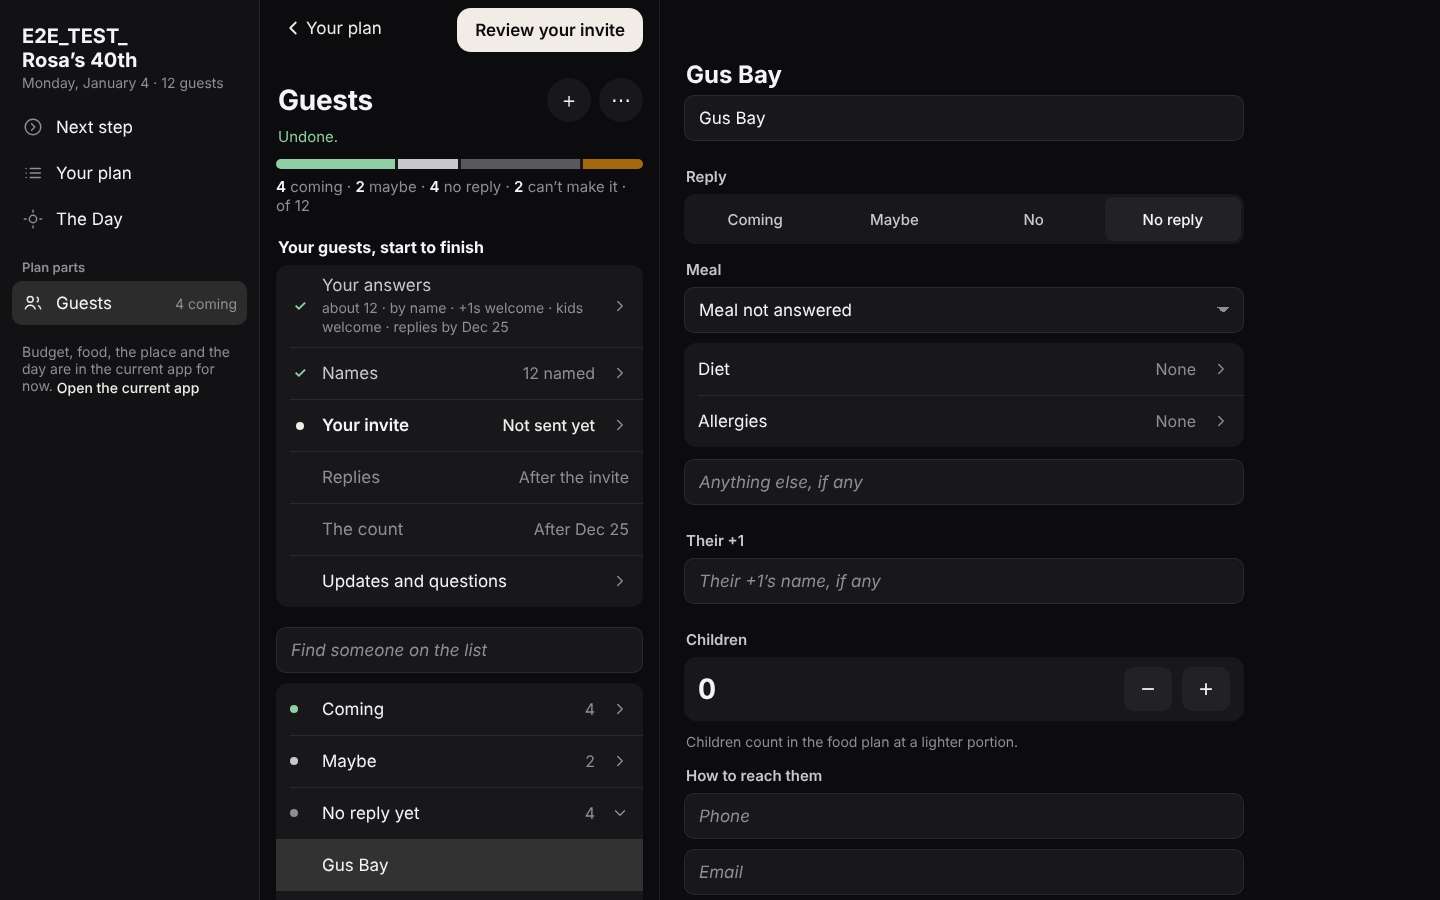 E2E_TEST_
Rosa’s 40th
Monday, January 4 · 12 guests
Next step
Your plan
The Day
Plan parts
Guests 4 coming
Budget, food, the place and the
day are in the current app for
now. Open the current app
Your plan
Review your invite
Guests
Undone.
4 coming · 2 maybe · 4 no reply · 2 can’t make it ·
of 12
Your guests, start to finish
Your answers
about 12 · by name · +1s welcome · kids
welcome · replies by Dec 25
Names 12 named
Your invite Not sent yet
Replies After the invite
The count After Dec 25
Updates and questions
Find someone on the list
Coming 4
Maybe 2
No reply yet 4
Gus Bay
Gus Bay
Gus Bay
Reply
Coming Maybe No No reply
Meal
Meal not answered
Diet None
Allergies None
Anything else, if any
Their +1
Their +1’s name, if any
Children
0
Children count in the food plan at a lighter portion.
How to reach them
Phone
Email